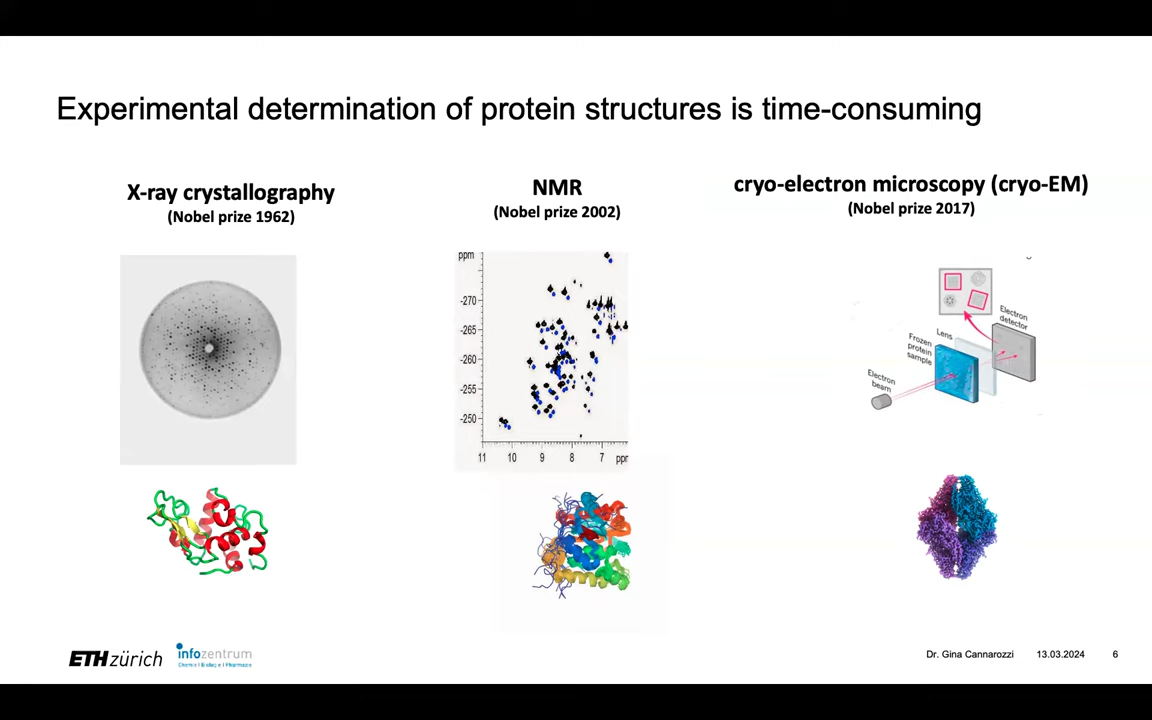 Experimental determination of protein structures is time-consuming
X-ray crystallography
(Nobel prize 1962)
NMR
(Nobel prize 2002)
cryo-electron microscopy (cryo-EM)
(Nobel prize 2017)
ppm
-270
-265
-260
-255
-250
11 10 9 8 7 ppr
Electron
detector
Lens
Frozen
protein
sample
Electron
beam
ETH zürich
infozentrum
Chemie | Biologie | Pharmazie
Dr. Gina Cannarozzi 13.03.2024 6